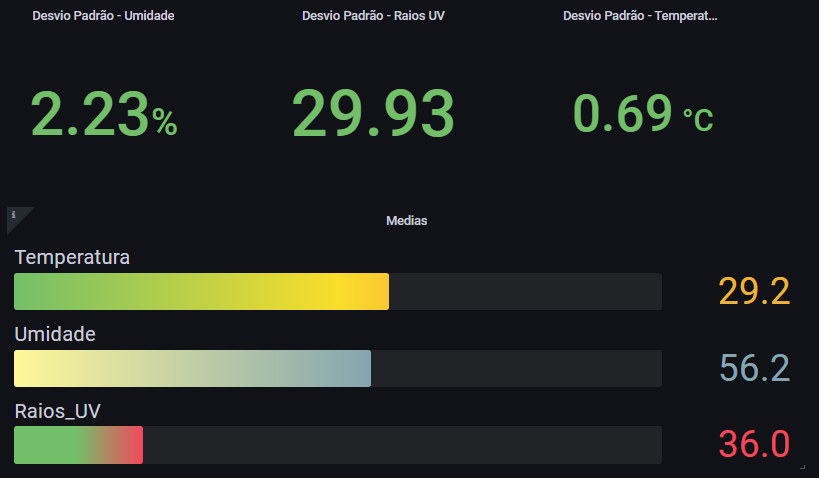 Desvio Padrão - Umidade
Desvio Padrão - Raios UV
Desvio Padrão - Temperat...
2.23%
29.93
0.69 °C
i
Medias
Temperatura
29.2
Umidade
56.2
Raios_UV
36.0